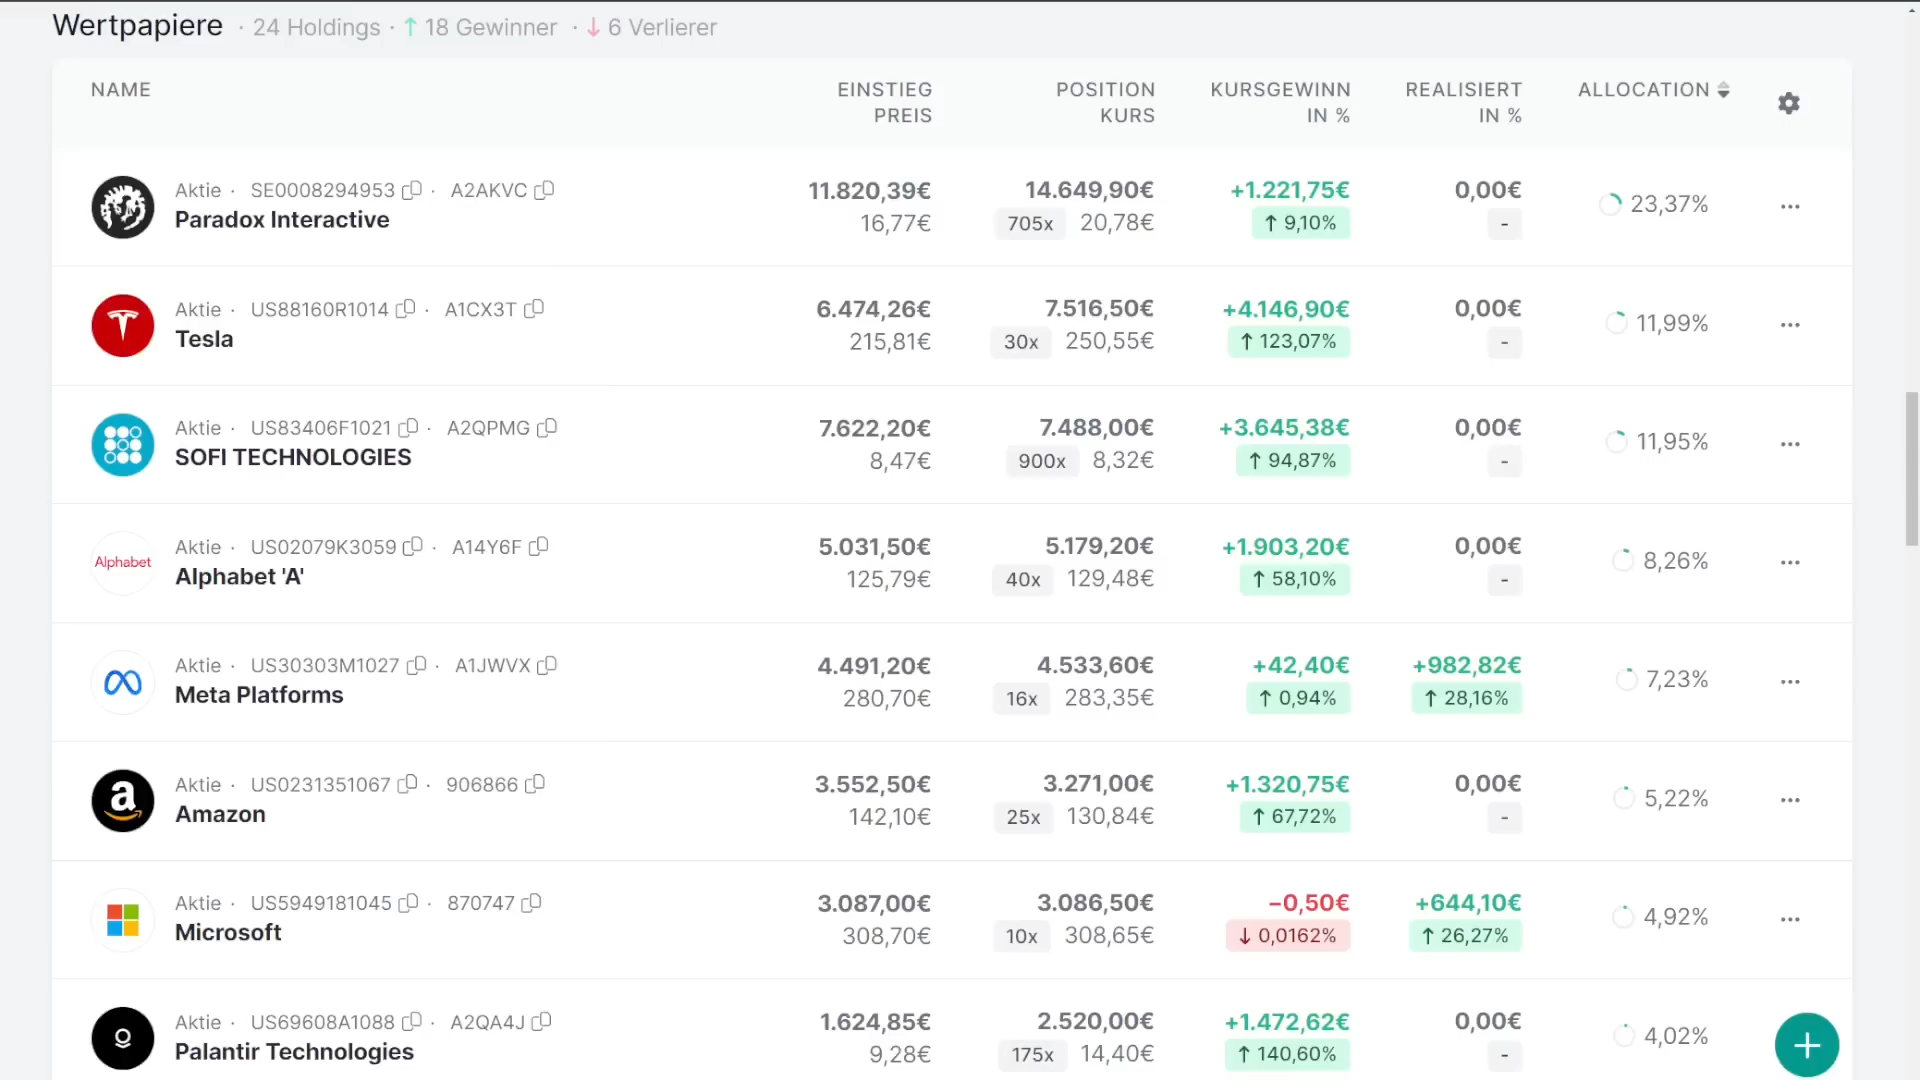 Wertpapiere · 24 Holdings · ↑ 18 Gewinner · ↓ 6 Verlierer
NAME EINSTIEG POSITION KURSGEWINN REALISIERT ALLOCATION
PREIS KURS IN % IN %
Aktie · SE0008294953 · A2AKVC 11.820,39€ 14.649,90€ +1.221,75€ 0,00€ 23,37%
Paradox Interactive 16,77€ 705x 20,78€ ↑ 9,10% -
Aktie · US88160R1014 · A1CX3T 6.474,26€ 7.516,50€ +4.146,90€ 0,00€ 11,99%
Tesla 215,81€ 30x 250,55€ ↑ 123,07% -
Aktie · US83406F1021 · A2QPMG 7.622,20€ 7.488,00€ +3.645,38€ 0,00€ 11,95%
SOFI TECHNOLOGIES 8,47€ 900x 8,32€ ↑ 94,87% -
Alphabet
Aktie · US02079K3059 · A14Y6F 5.031,50€ 5.179,20€ +1.903,20€ 0,00€ 8,26%
Alphabet 'A' 125,79€ 40x 129,48€ ↑ 58,10% -
Aktie · US30303M1027 · A1JWVX 4.491,20€ 4.533,60€ +42,40€ +982,82€ 7,23%
Meta Platforms 280,70€ 16x 283,35€ ↑ 0,94% ↑ 28,16%
a
Aktie · US0231351067 · 906866 3.552,50€ 3.271,00€ +1.320,75€ 0,00€ 5,22%
Amazon 142,10€ 25x 130,84€ ↑ 67,72% -
Aktie · US5949181045 · 870747 3.087,00€ 3.086,50€ −0,50€ +644,10€ 4,92%
Microsoft 308,70€ 10x 308,65€ ↓ 0,0162% ↑ 26,27%
Aktie · US69608A1088 · A2QA4J 1.624,85€ 2.520,00€ +1.472,62€ 0,00€ 4,02%
Palantir Technologies 9,28€ 175x 14,40€ ↑ 140,60% -